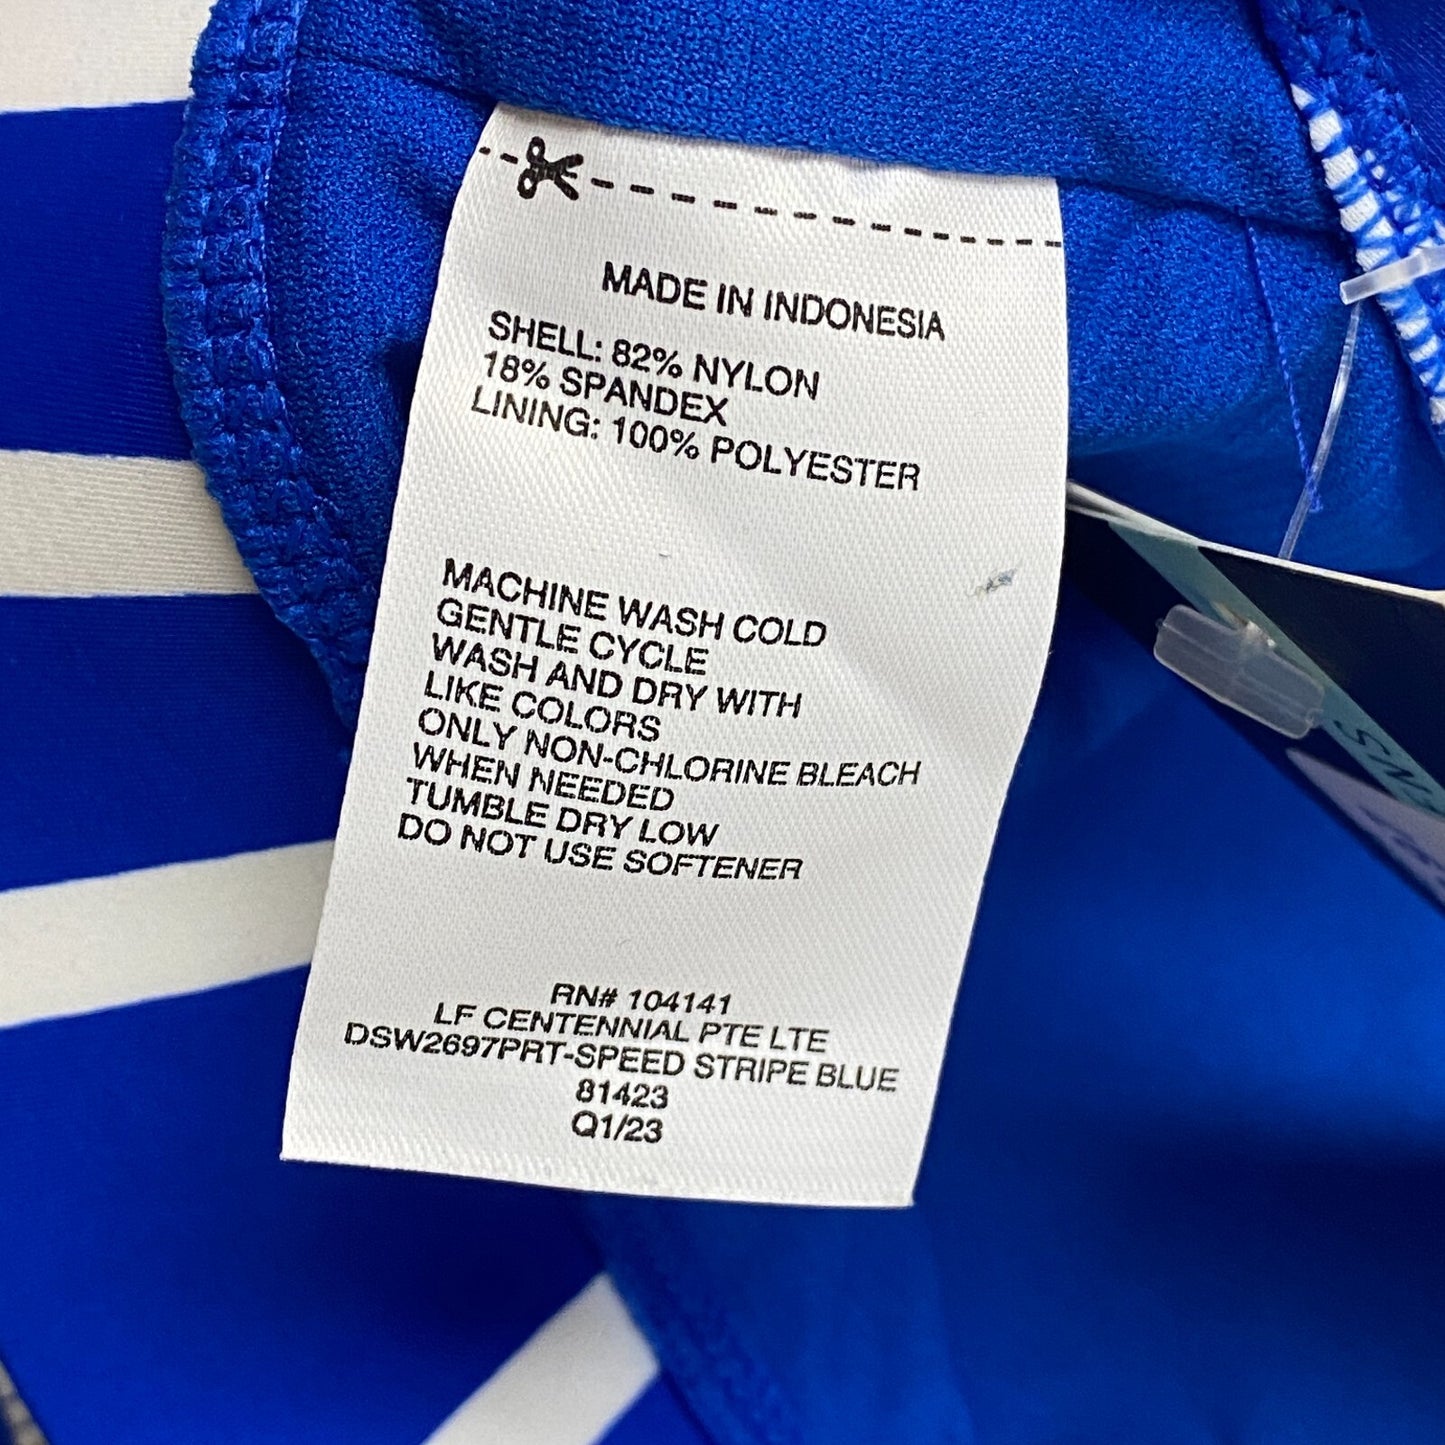 MADE IN INDONESIA
SHELL: 82% NYLON
18% SPANDEX
LINING: 100% POLYESTER
MACHINE WASH COLD
GENTLE CYCLE
WASH AND DRY WITH
LIKE COLORS
ONLY NON-CHLORINE BLEACH
WHEN NEEDED
TUMBLE DRY LOW
DO NOT USE SOFTENER
RN# 104141
LF CENTENNIAL PTE LTE
DSW2697PRT-SPEED STRIPE BLUE
81423
Q1/23